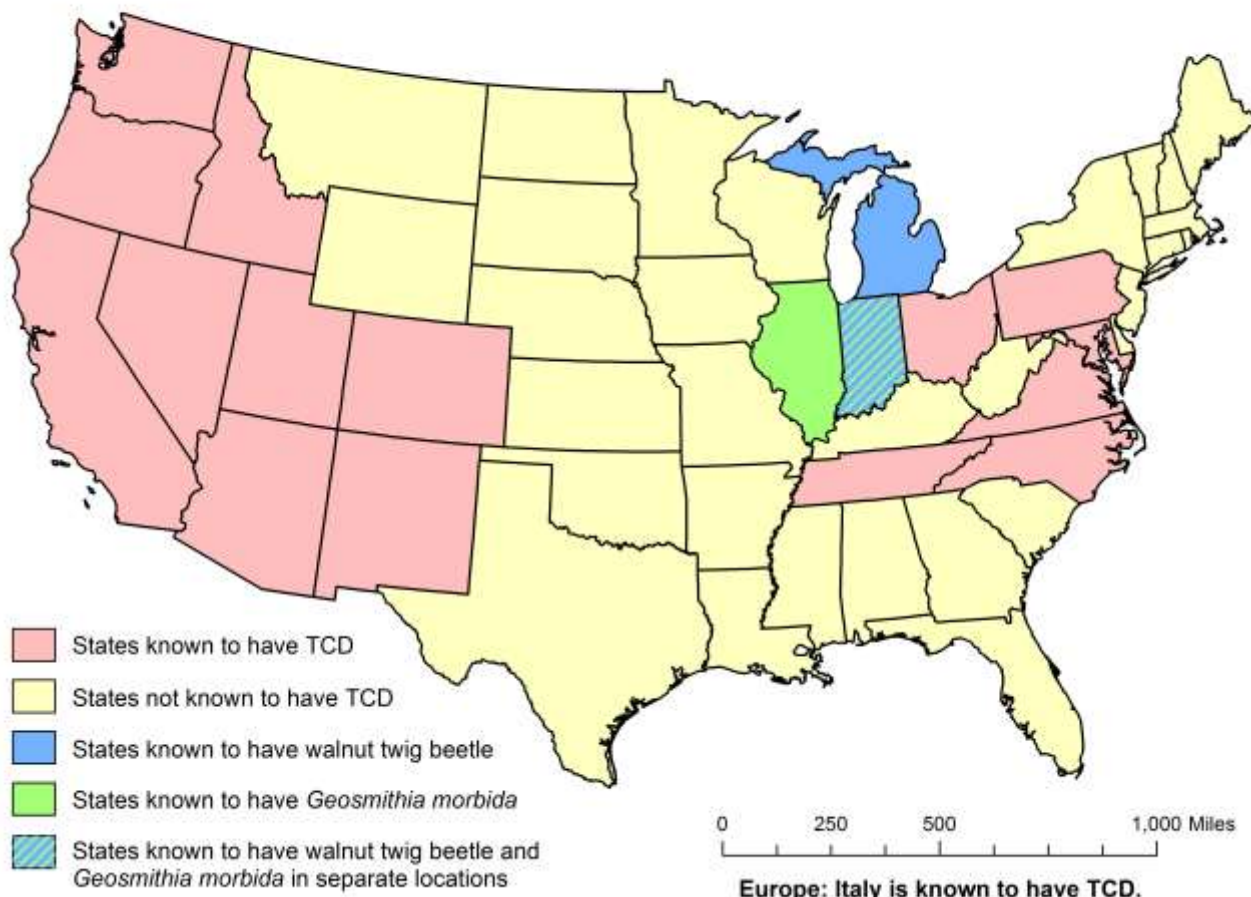 States known to have TCD
States not known to have TCD
States known to have walnut twig beetle
States known to have Geosmithia morbida
States known to have walnut twig beetle and
Geosmithia morbida in separate locations
0 250 500 1,000 Miles
Europe: Italy is known to have TCD.